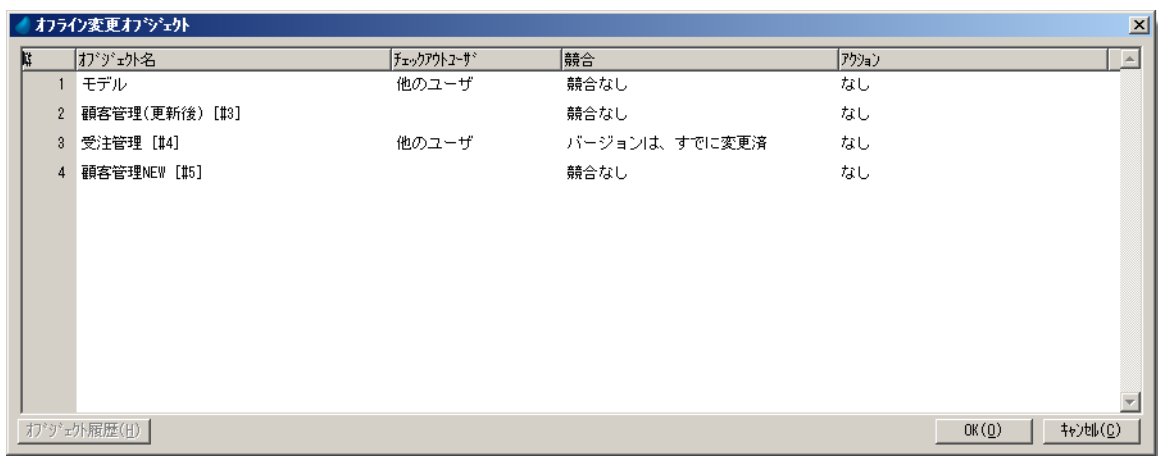 オフライン変更オブジェクト
# オブジェクト名 チェックアウトユーザ 競合 アクション
1 モデル 他のユーザ 競合なし なし
2 顧客管理(更新後) [#3] 競合なし なし
3 受注管理 [#4] 他のユーザ バージョンは、すでに変更済 なし
4 顧客管理NEW [#5] 競合なし なし
オブジェクト履歴(H) OK(O) キャンセル(C)